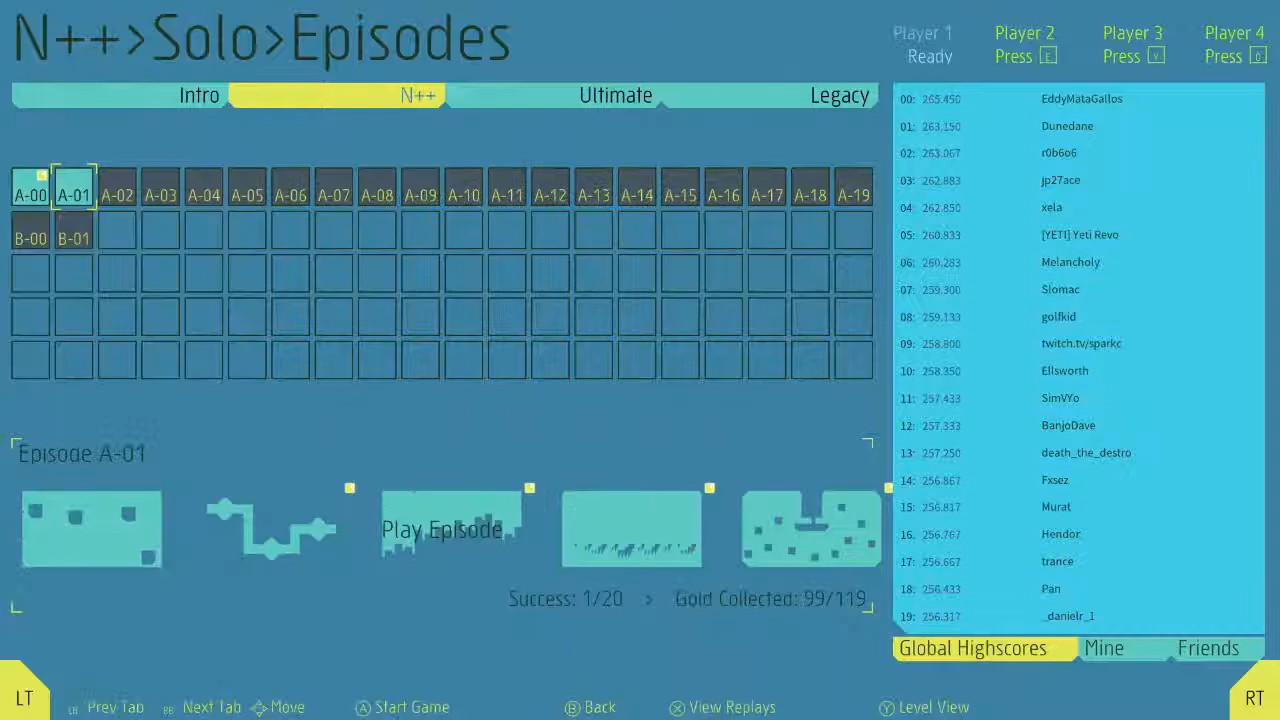 N++>Solo>Episodes
Player 1 Player 2 Player 3 Player 4
Ready Press E Press Y Press O
Intro N++ Ultimate Legacy
A-00 A-01 A-02 A-03 A-04 A-05 A-06 A-07 A-08 A-09 A-10 A-11 A-12 A-13 A-14 A-15 A-16 A-17 A-18 A-19
B-00 B-01
00: 265.450 EddyMataGallos
01: 263.150 Dunedane
02: 263.067 r0b6o6
03: 262.883 jp27ace
04: 262.850 xela
05: 260.833 [YETI] Yeti Revo
06: 260.283 Melancholy
07: 259.300 Slomac
08: 259.133 golfkid
09: 258.800 twitch.tv/sparkc
10: 258.350 Ellsworth
11: 257.433 SimVYo
12: 257.333 BanjoDave
13: 257.250 death_the_destro
14: 256.867 Fxsez
15: 256.817 Murat
16: 256.767 Hendor
17: 256.667 trance
18: 256.433 Pan
19: 256.317 _danielr_1
Episode A-01
Play Episode
Success: 1/20 > Gold Collected: 99/119
Global Highscores Mine Friends
LT Prev Tab Next Tab Move A Start Game B Back X View Replays Y Level View RT